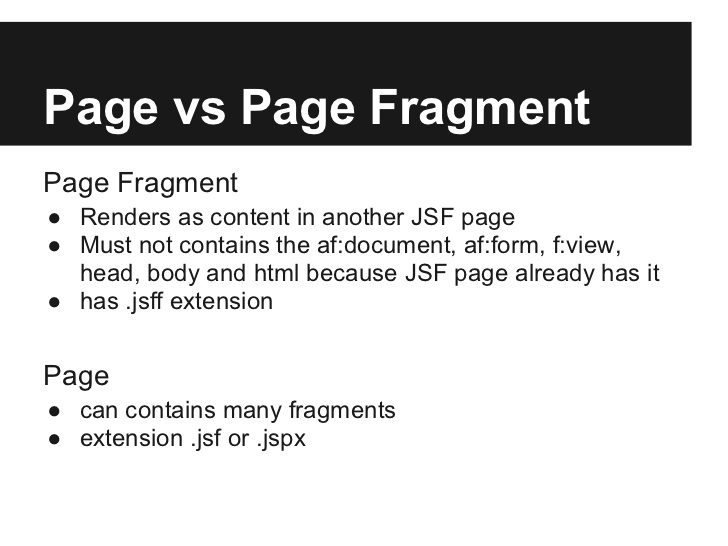 Page vs Page Fragment
Page Fragment
● Renders as content in another JSF page
● Must not contains the af:document, af:form, f:view,
head, body and html because JSF page already has it
● has .jsff extension
Page
● can contains many fragments
● extension .jsf or .jspx